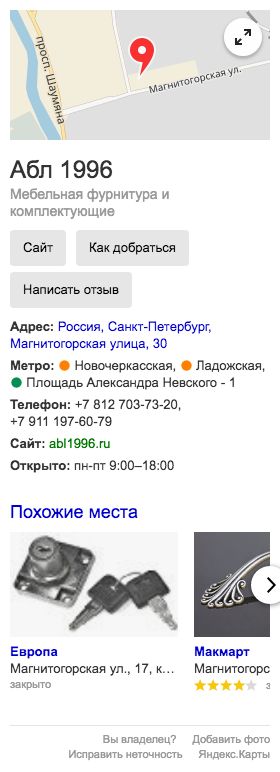 просп. Шаумяна
Магнитогорская ул.
Абл 1996
Мебельная фурнитура и
комплектующие
Сайт
Как добраться
Написать отзыв
Адрес: Россия, Санкт-Петербург,
Магнитогорская улица, 30
Метро: Новочеркасская, Ладожская,
Площадь Александра Невского - 1
Телефон: +7 812 703-73-20,
+7 911 197-60-79
Сайт: abl1996.ru
Открыто: пн-пт 9:00–18:00
Похожие места
Европа
Магнитогорская ул., 17, к…
закрыто
Макмарт
Магнитогорс
з
Вы владелец?
Добавить фото
Исправить неточность
Яндекс.Карты